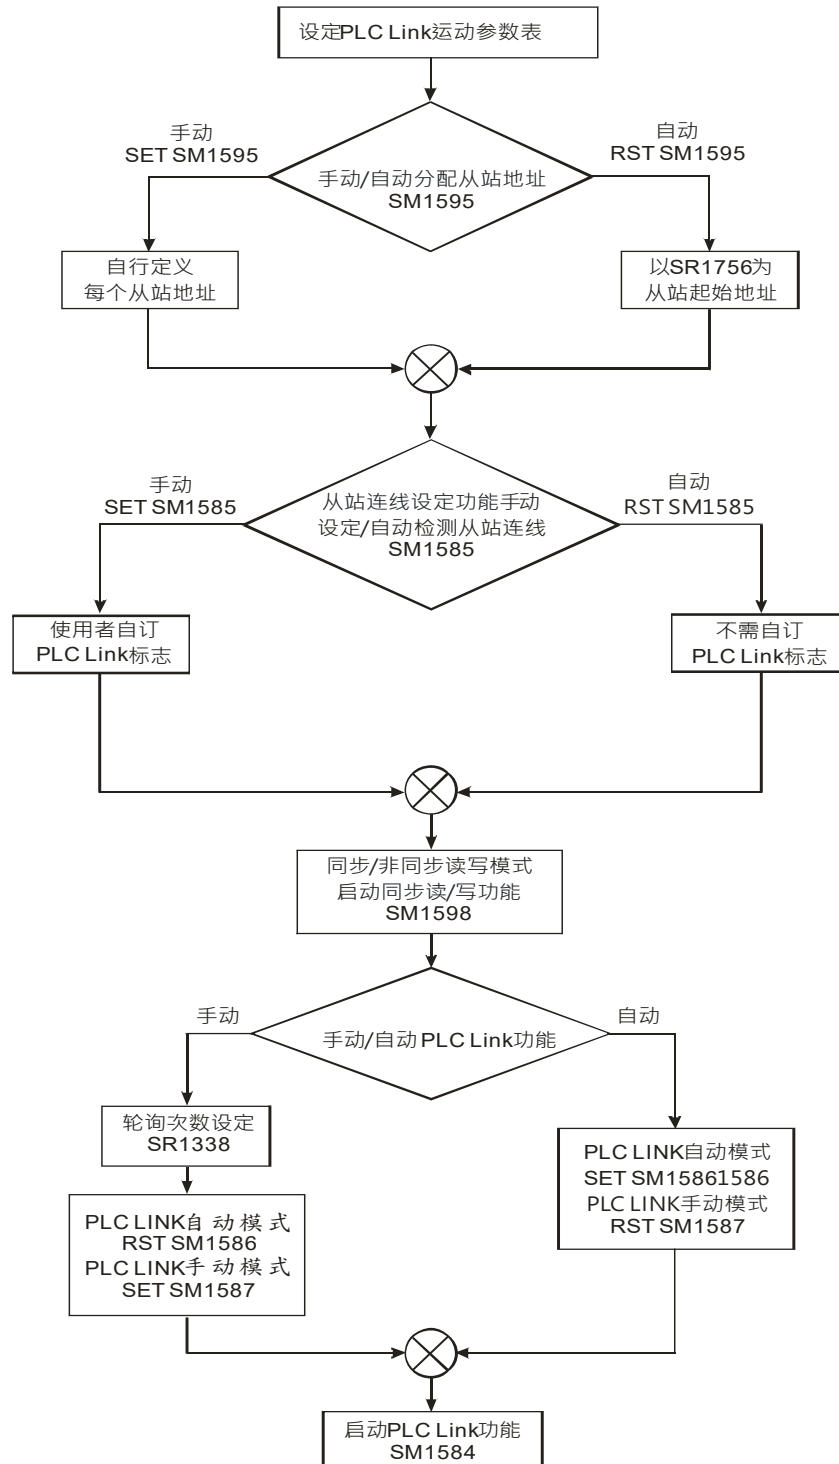 设定PLC Link运动参数表
手动
SET SM1595
自动
RST SM1595
手动/自动分配从站地址
SM1595
自行定义
每个从站地址
以SR1756为
从站起始地址
手动
SET SM1585
自动
RST SM1585
从站连线设定功能手动
设定/自动检测从站连线
SM1585
使用者自订
PLC Link标志
不需自订
PLC Link标志
同步/非同步读写模式
启动同步读/写功能
SM1598
手动
自动
手动/自动PLC Link功能
轮询次数设定
SR1338
PLC LINK自动模式
RST SM1586
PLC LINK手动模式
SET SM1587
PLC LINK自动模式
SET SM15861586
PLC LINK手动模式
RST SM1587
启动PLC Link功能
SM1584